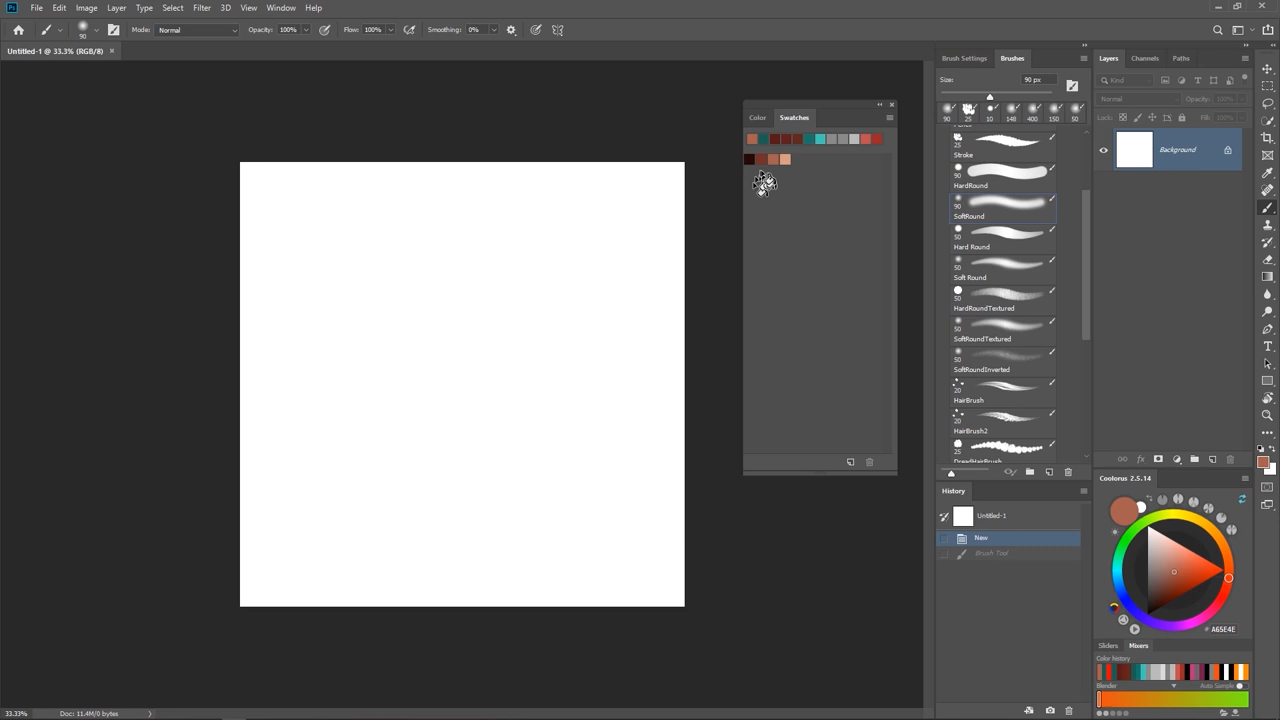 Ps File Edit Image Layer Type Select Filter 3D View Window Help
90 Mode: Normal Opacity: 100% Flow: 100% Smoothing: 0%
Untitled-1 @ 33.3% (RGB/8)
Brush Settings Brushes
Size: 90 px
90 25 10 148 400 150 50
25
Stroke
90
HardRound
90
SoftRound
50
Hard Round
50
Soft Round
50
HardRoundTextured
50
SoftRoundTextured
50
SoftRoundInverted
20
HairBrush
20
HairBrush2
25
DreadHairBrush
Color Swatches
History
Untitled-1
New
Brush Tool
Layers Channels Paths
Kind
Normal Opacity: 100%
Lock: Fill: 100%
Background
Coolorus 2.5.14
# A65E4E
Sliders Mixers
Color history
Blender Auto Sample
33.33% Doc: 11.4M/0 bytes